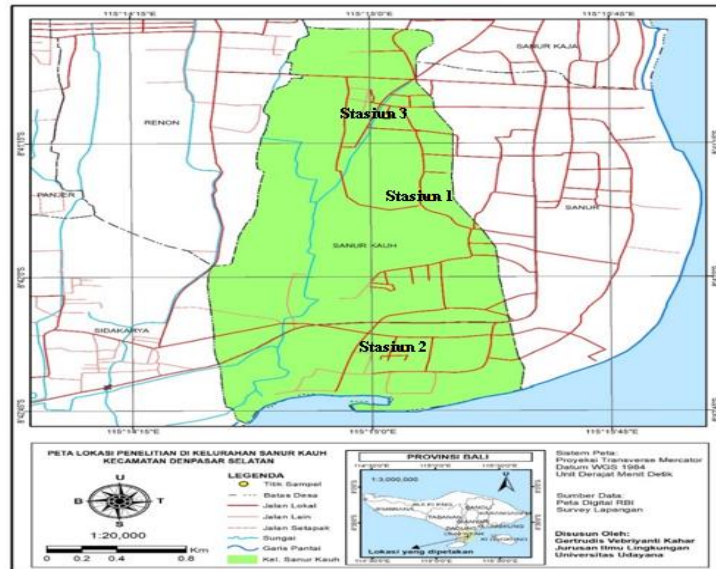 115°14'15"E 115°15'0"E 115°15'45"E
SANUR KAJA
Stasiun 3
RENON
Stasiun 1
PANJER
SANUR
SANUR KAUH
8°42'0"S
SIDAKARYA
Stasiun 2
115°14'15"E 115°15'0"E 115°15'45"E
PETA LOKASI PENELITIAN DI KELURAHAN SANUR KAUH
KECAMATAN DENPASAR SELATAN
U
B T
S
1:20,000
0 0.4 0.8
Km
LEGENDA
Titik Sampel
Batas Desa
Jalan Lokal
Jalan Lain
Jalan Setapak
Sungai
Garis Pantai
Kel. Sanur Kauh
PROVINSI BALI
1:3,000,000
U
TABANAN
Lokasi yang dipetakan
Sistem Peta:
Proyeksi Transverse Mercator
Datum WGS 1984
Unit Derajat Menit Detik
Sumber Data:
Peta Digital RBI
Survey Lapangan
Disusun Oleh:
Gertrudis Vebriyanti Kahar
Jurusan Ilmu Lingkungan
Universitas Udayana